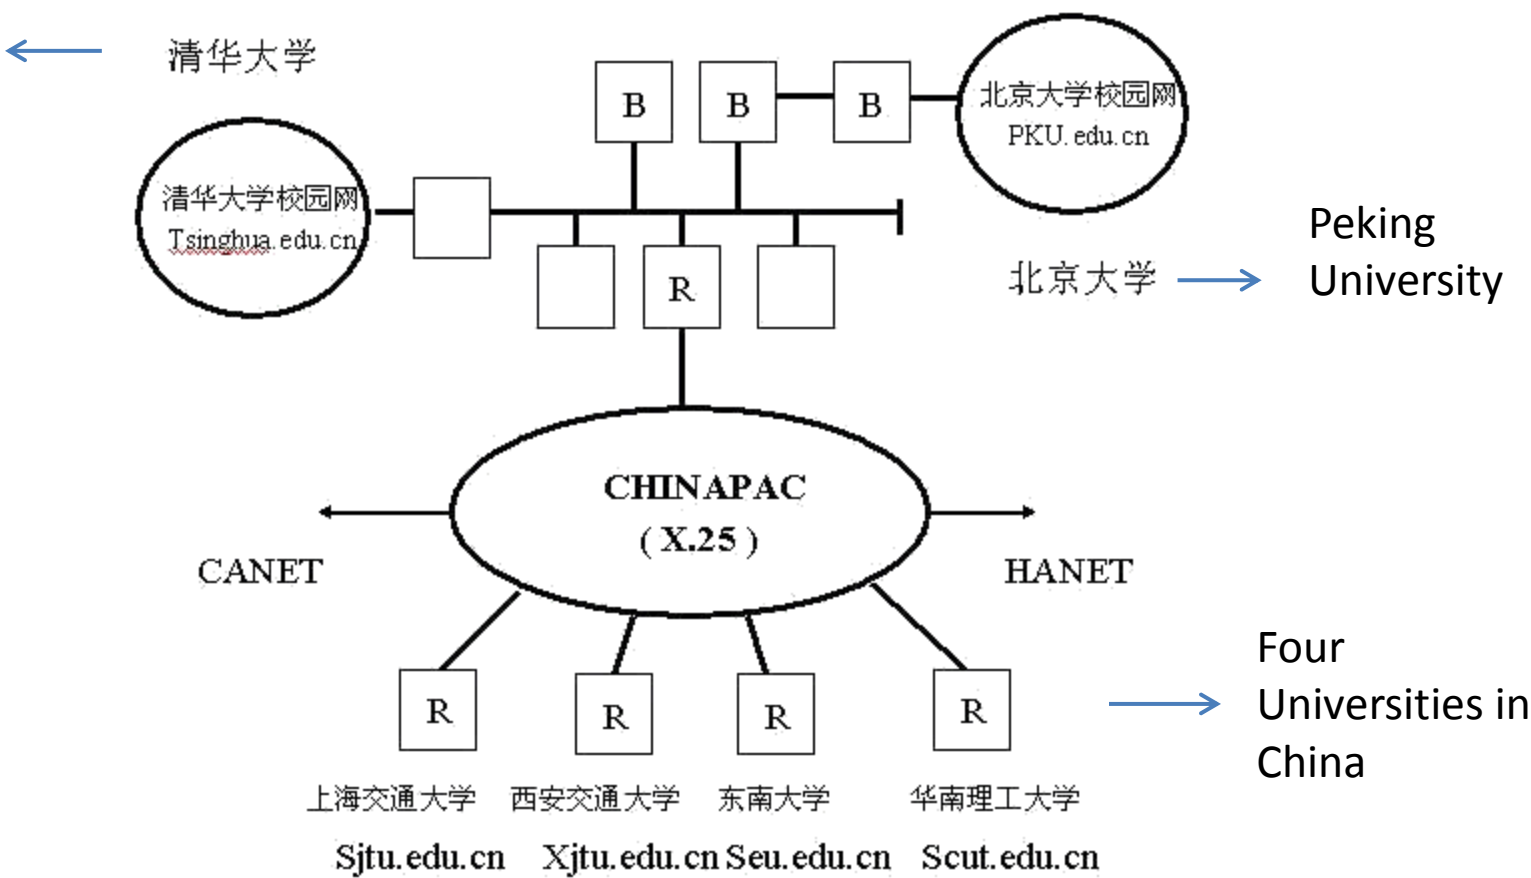 清华大学
B
B
B
北京大学校园网
PKU.edu.cn
清华大学校园网
Tsinghua.edu.cn
R
北京大学
Peking
University
CHINAPAC
(X.25)
CANET
HANET
R
R
R
R
Four
Universities in
China
上海交通大学
西安交通大学
东南大学
华南理工大学
Sjtu.edu.cn
Xjtu.edu.cn
Seu.edu.cn
Scut.edu.cn